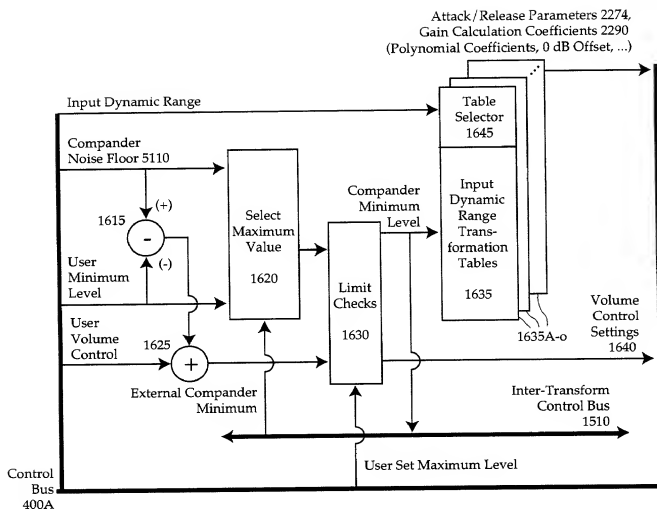 Attack/Release Parameters 2274,
Gain Calculation Coefficients 2290
(Polynomial Coefficients, 0 dB Offset, ...)
Input Dynamic Range
Table
Selector
1645
Compander
Noise Floor 5110
1615
(+)
-
(-)
Select
Maximum
Value
1620
Compander
Minimum
Level
Input
Dynamic
Range
Trans-
formation
Tables
1635
User
Minimum
Level
Limit
Checks
1630
User
Volume
Control
1625
+
External Compander
Minimum
1635A-o
Volume
Control
Settings
1640
Inter-Transform
Control Bus
1510
User Set Maximum Level
Control
Bus
400A